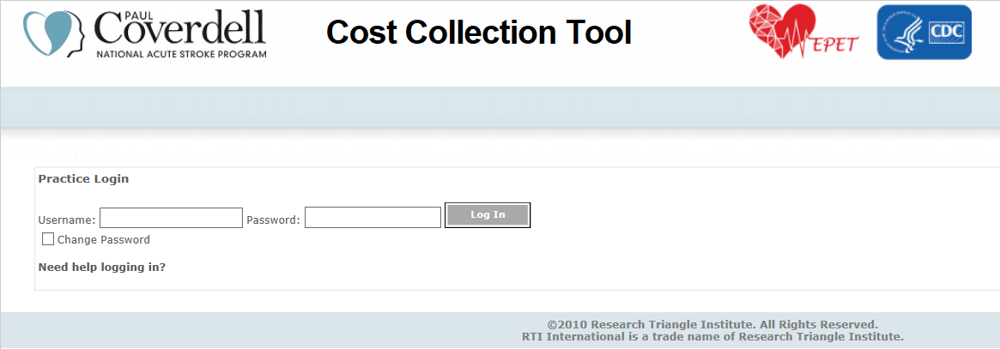 PAUL
Coverdell
NATIONAL ACUTE STROKE PROGRAM
Cost Collection Tool
EPET
CDC
Practice Login
Username: Password: Log In
Change Password
Need help logging in?
©2010 Research Triangle Institute. All Rights Reserved.
RTI International is a trade name of Research Triangle Institute.